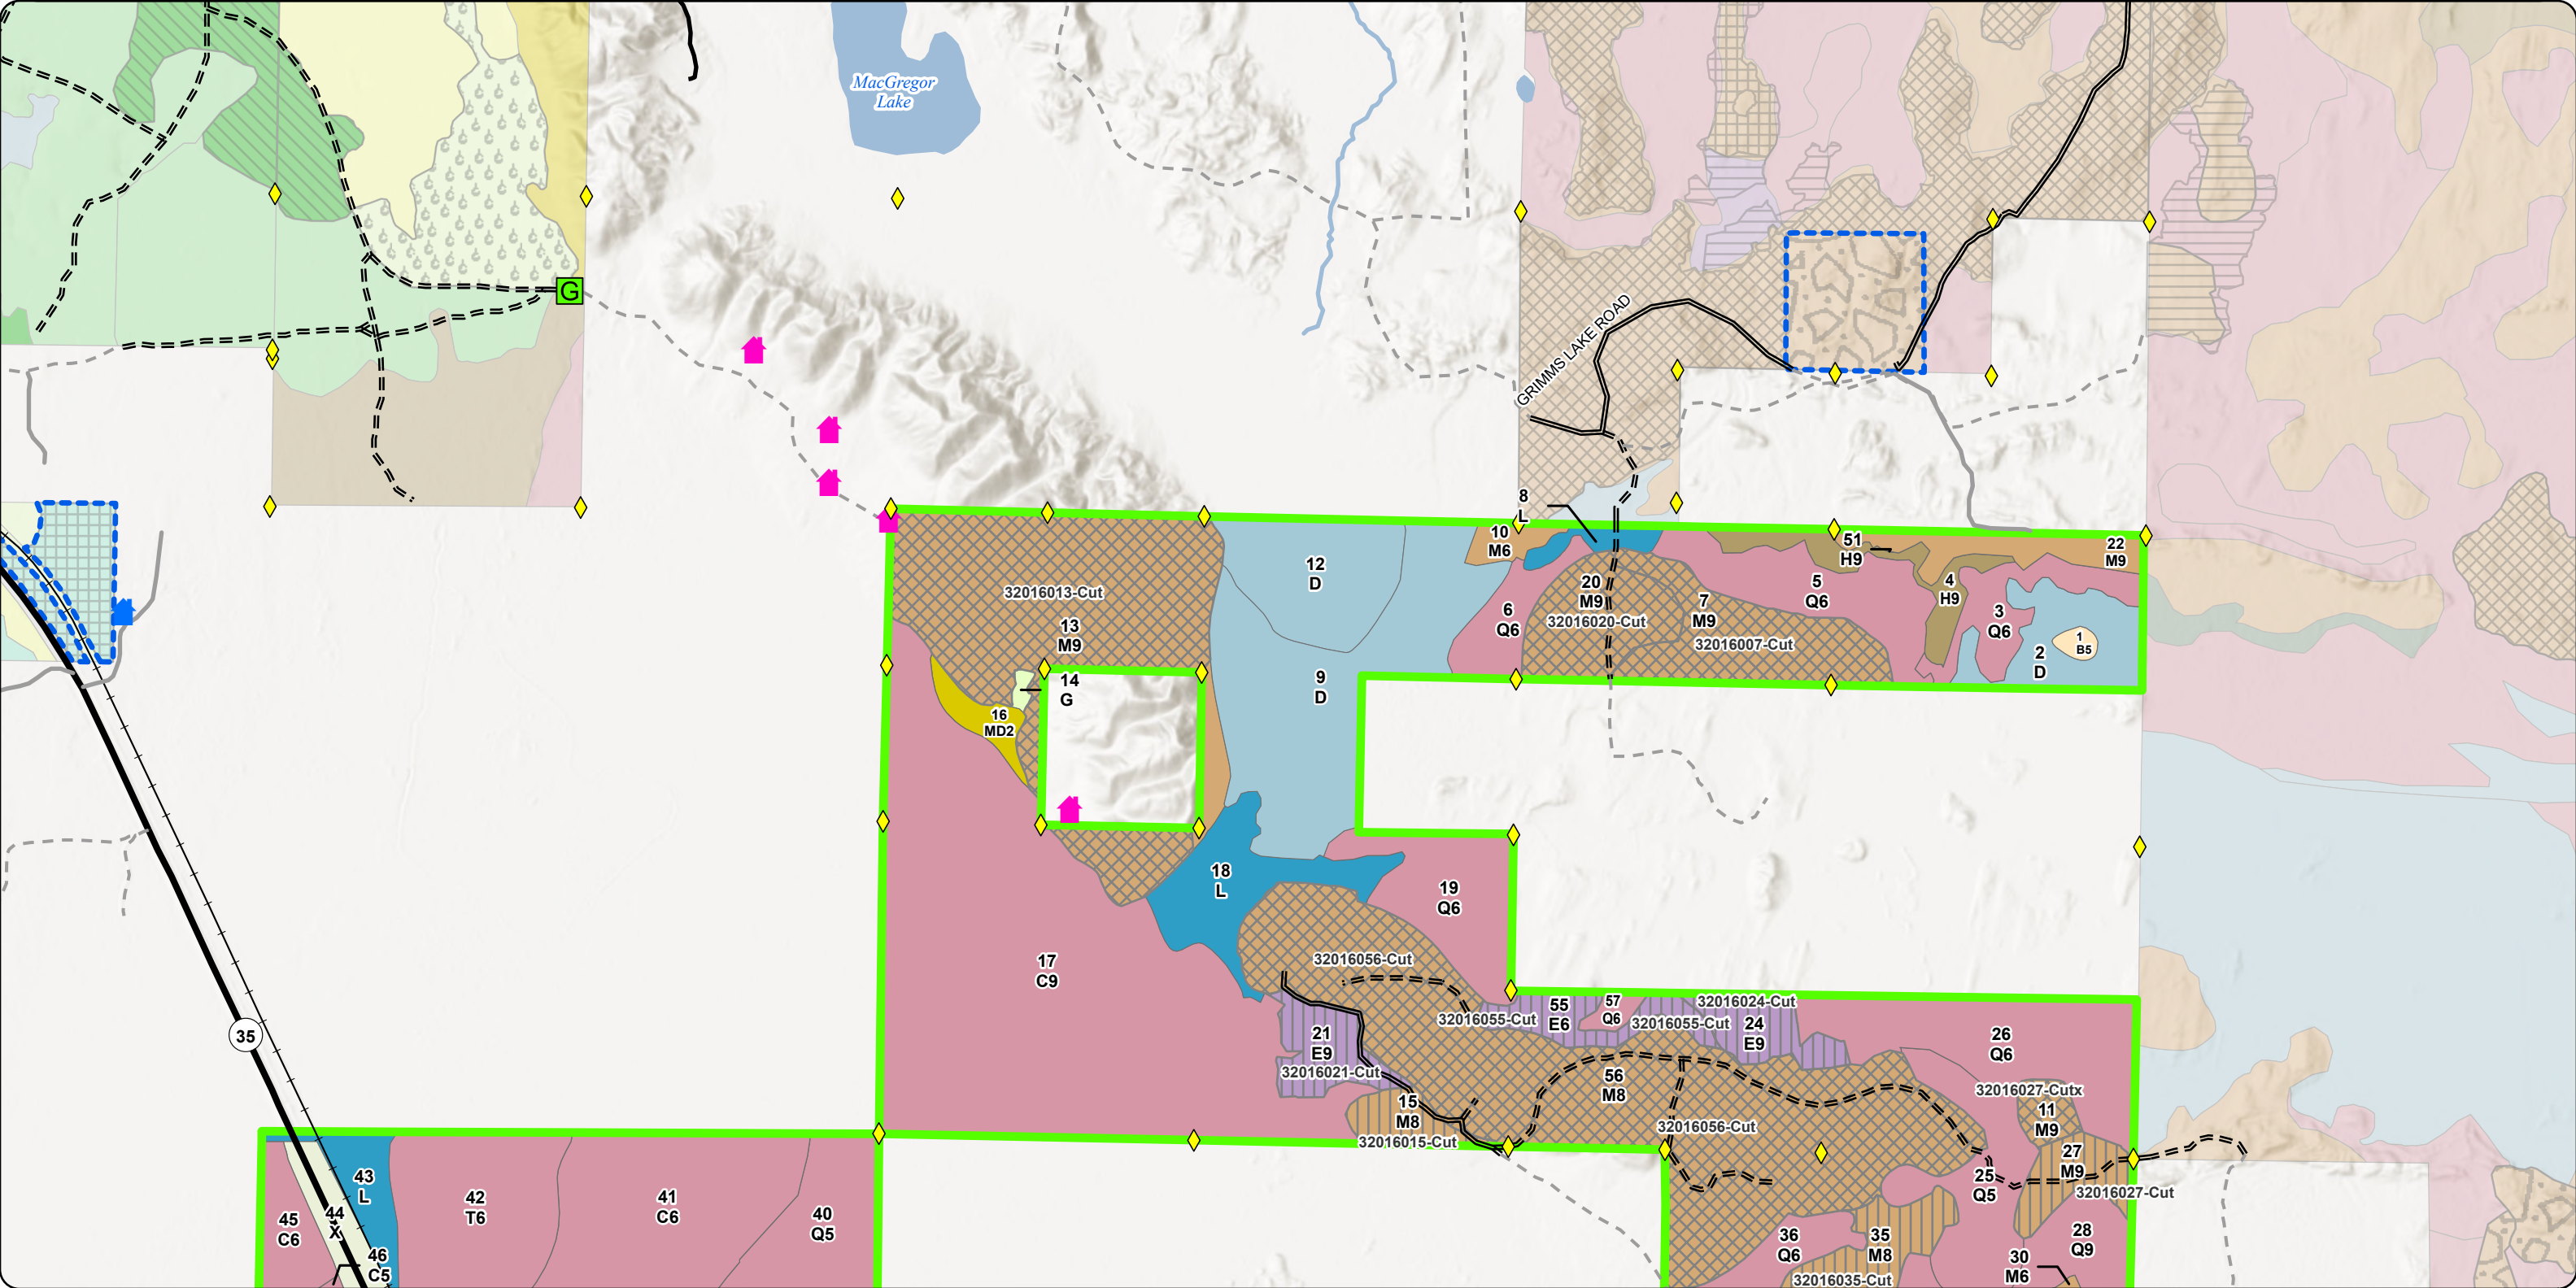 MacGregor
Lake
G
GRIMMS LAKE ROAD
8
L
10
M6
51
H9
22
M9
12
D
32016013-Cut
13
M9
20
M9
32016020-Cut
7
M9
32016007-Cut
5
Q6
4
H9
3
Q6
6
Q6
1
B5
2
D
9
D
14
G
16
MD2
18
L
19
Q6
17
C9
32016056-Cut
32016055-Cut
55
E6
57
Q6
32016055-Cut
32016024-Cut
24
E9
21
E9
32016021-Cut
26
Q6
56
M8
32016027-Cutx
11
M9
15
M8
32016015-Cut
32016056-Cut
27
M9
32016027-Cut
25
Q5
35
43
L
42
T6
41
C6
40
Q5
45
C6
44
X
46
C5
36
Q6
35
M8
32016035-Cut
28
Q9
30
M6